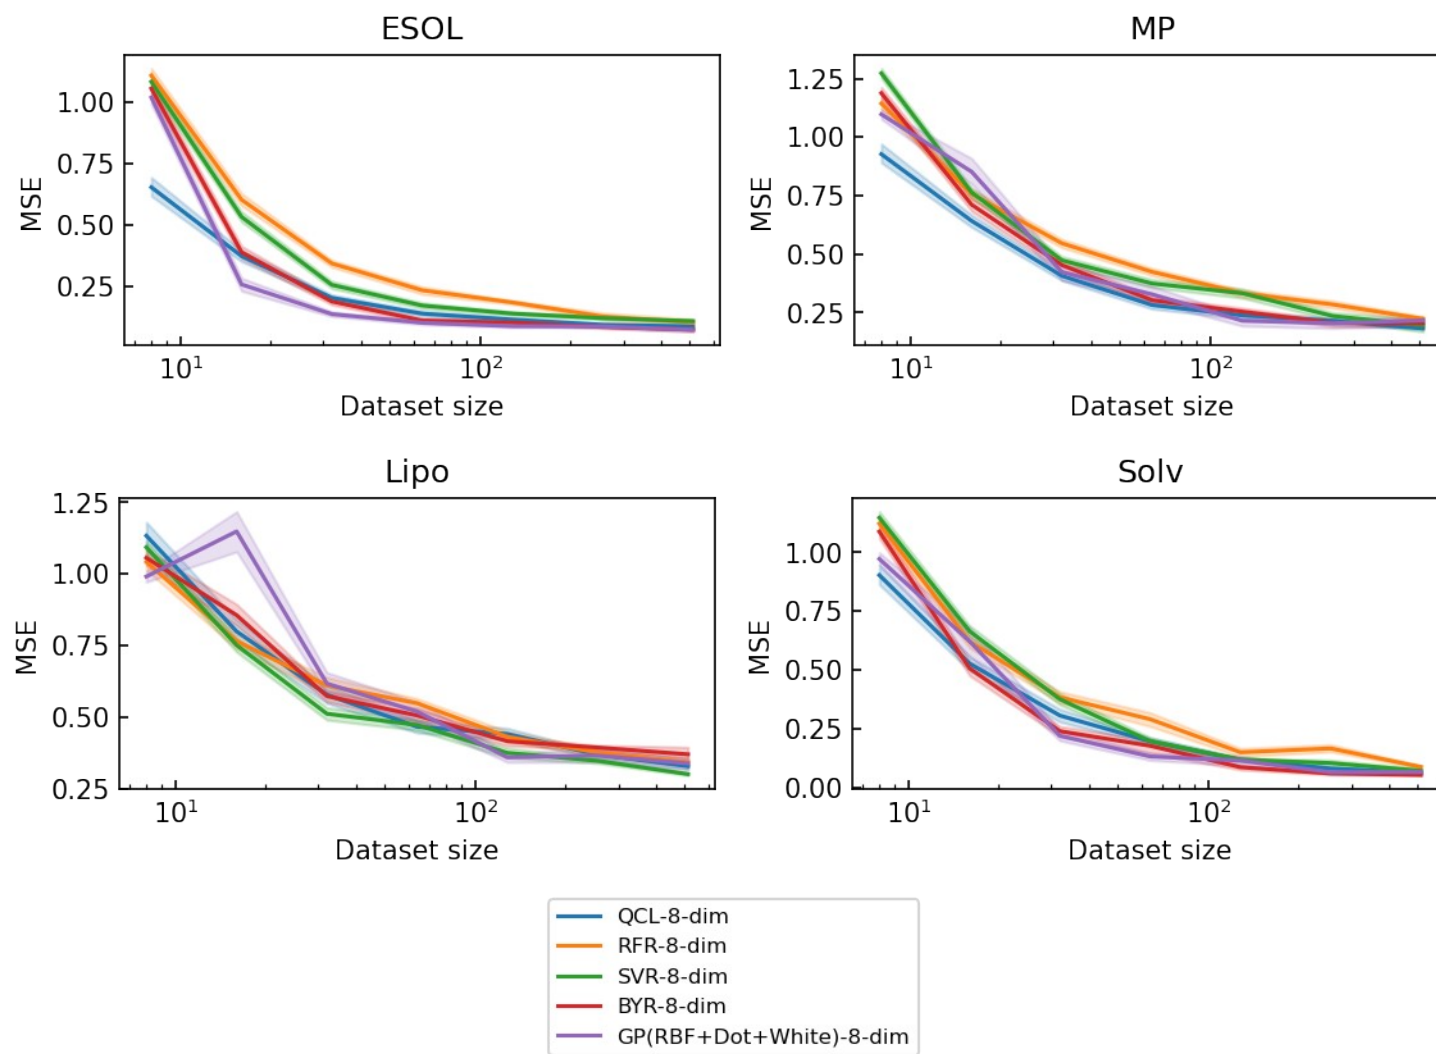 ESOL
MSE
1.00
0.75
0.50
0.25
10¹
10²
Dataset size
MP
MSE
1.25
1.00
0.75
0.50
0.25
10¹
10²
Dataset size
Lipo
MSE
1.25
1.00
0.75
0.50
0.25
10¹
10²
Dataset size
Solv
MSE
1.00
0.75
0.50
0.25
0.00
10¹
10²
Dataset size
QCL-8-dim
RFR-8-dim
SVR-8-dim
BYR-8-dim
GP(RBF+Dot+White)-8-dim